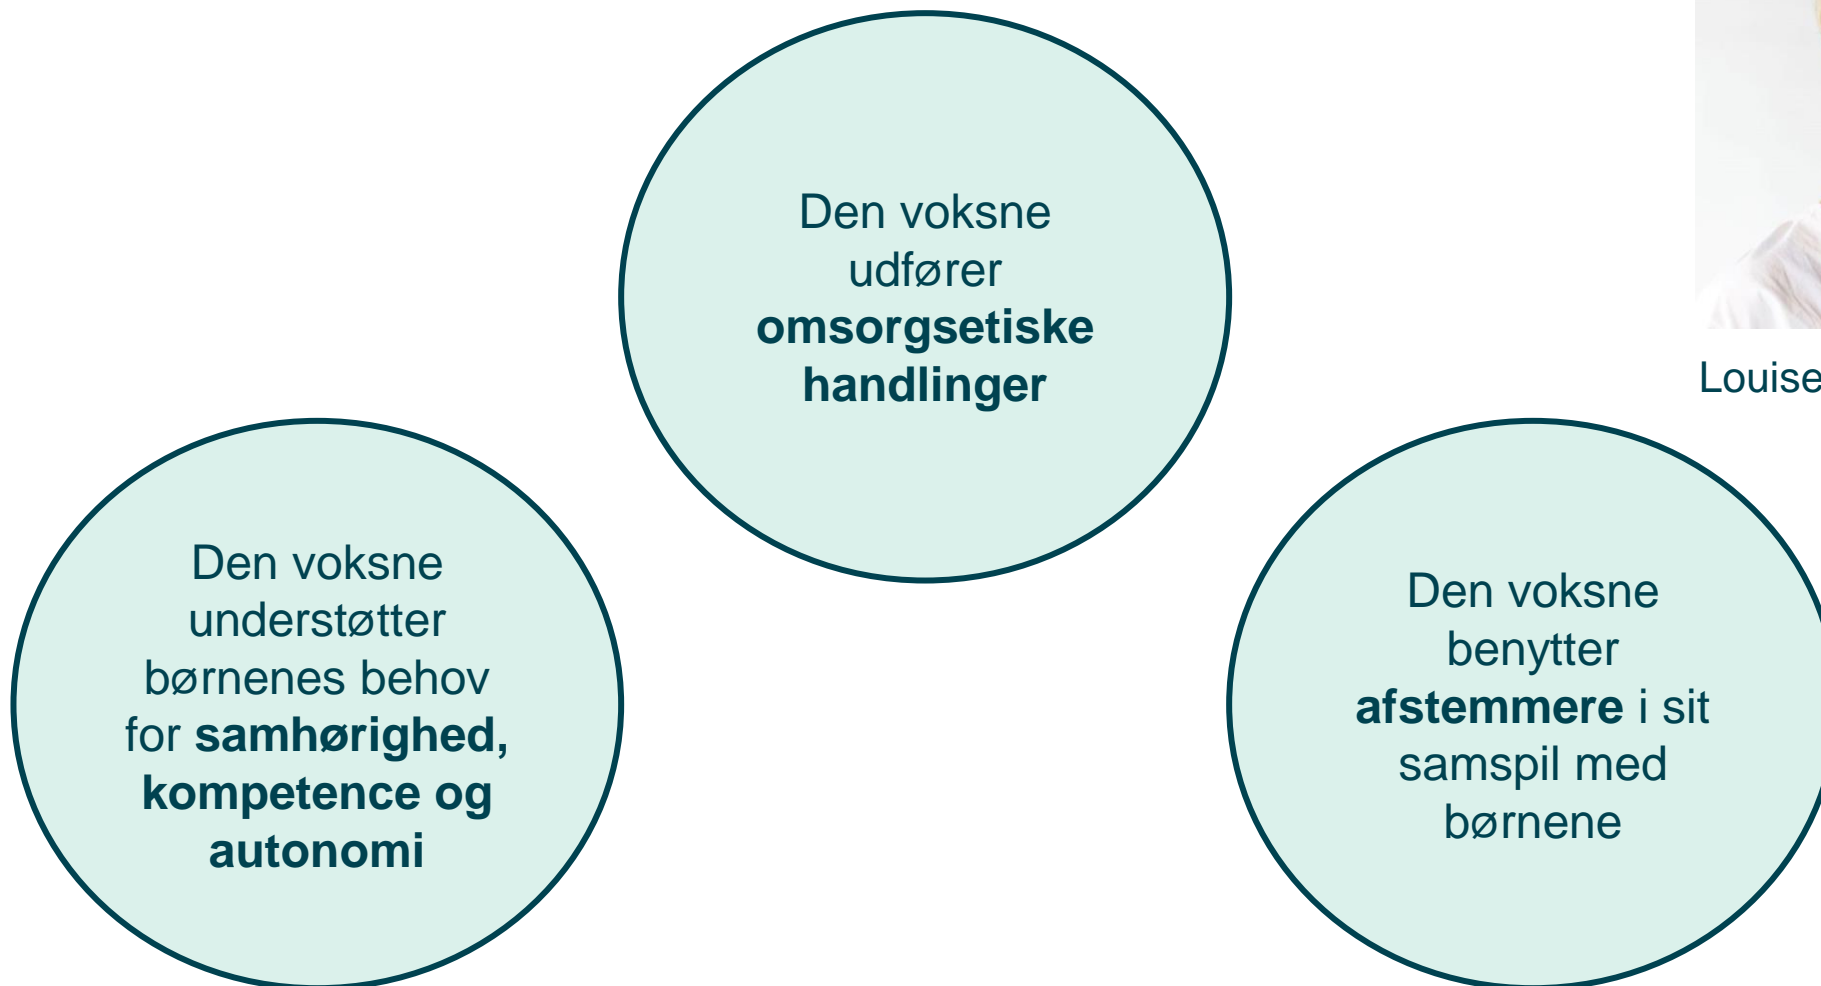 Den voksne
udfører
omsorgsetiske
handlinger
Louise
Den voksne
understøtter
børnenes behov
for samhørighed,
kompetence og
autonomi
Den voksne
benytter
afstemmere i sit
samspil med
børnene